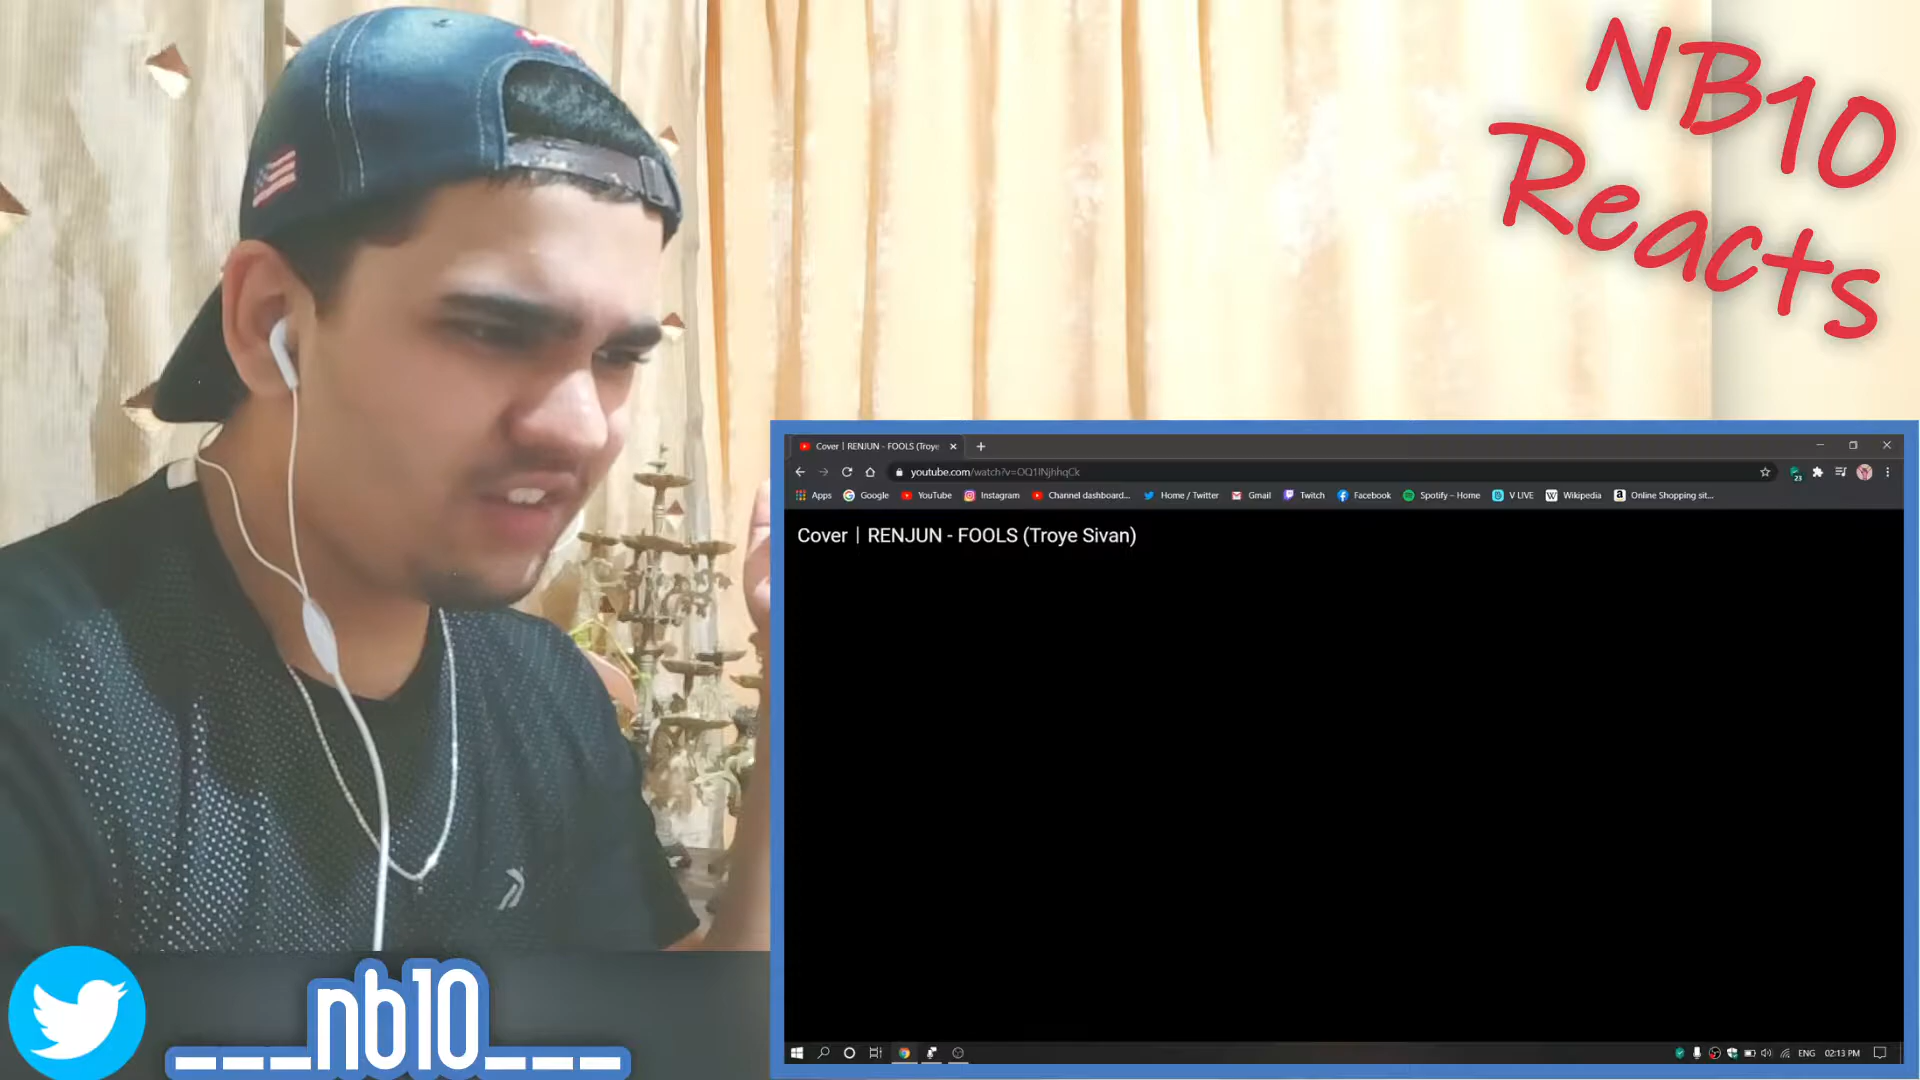 NB10
Reacts
Cover | RENJUN - FOOLS (Troye
youtube.com/watch?v=OQ1INjhhqCk
Apps Google YouTube Instagram Channel dashboard... Home / Twitter Gmail Twitch Facebook Spotify – Home V LIVE Wikipedia Online Shopping sit...
23
Cover | RENJUN - FOOLS (Troye Sivan)
___nb10___
ENG 02:13 PM